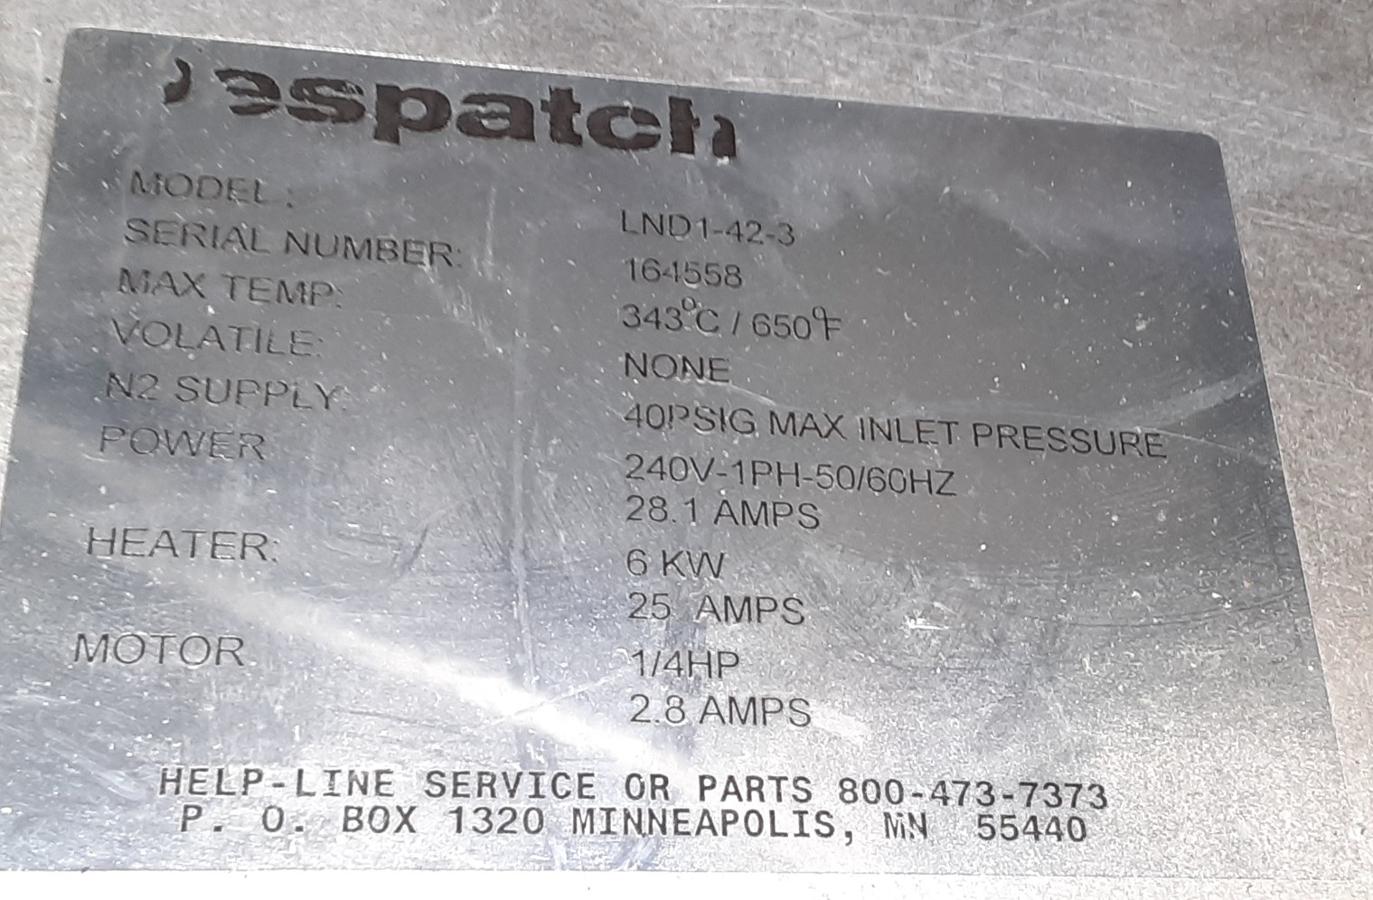 Despatch
MODEL : LND1-42-3
SERIAL NUMBER: 164558
MAX TEMP: 343°C / 650°F
VOLATILE: NONE
N2 SUPPLY: 40PSIG MAX INLET PRESSURE
POWER 240V-1PH-50/60HZ
28.1 AMPS
HEATER: 6 KW
25 AMPS
MOTOR 1/4HP
2.8 AMPS
HELP-LINE SERVICE OR PARTS 800-473-7373
P. O. BOX 1320 MINNEAPOLIS, MN 55440